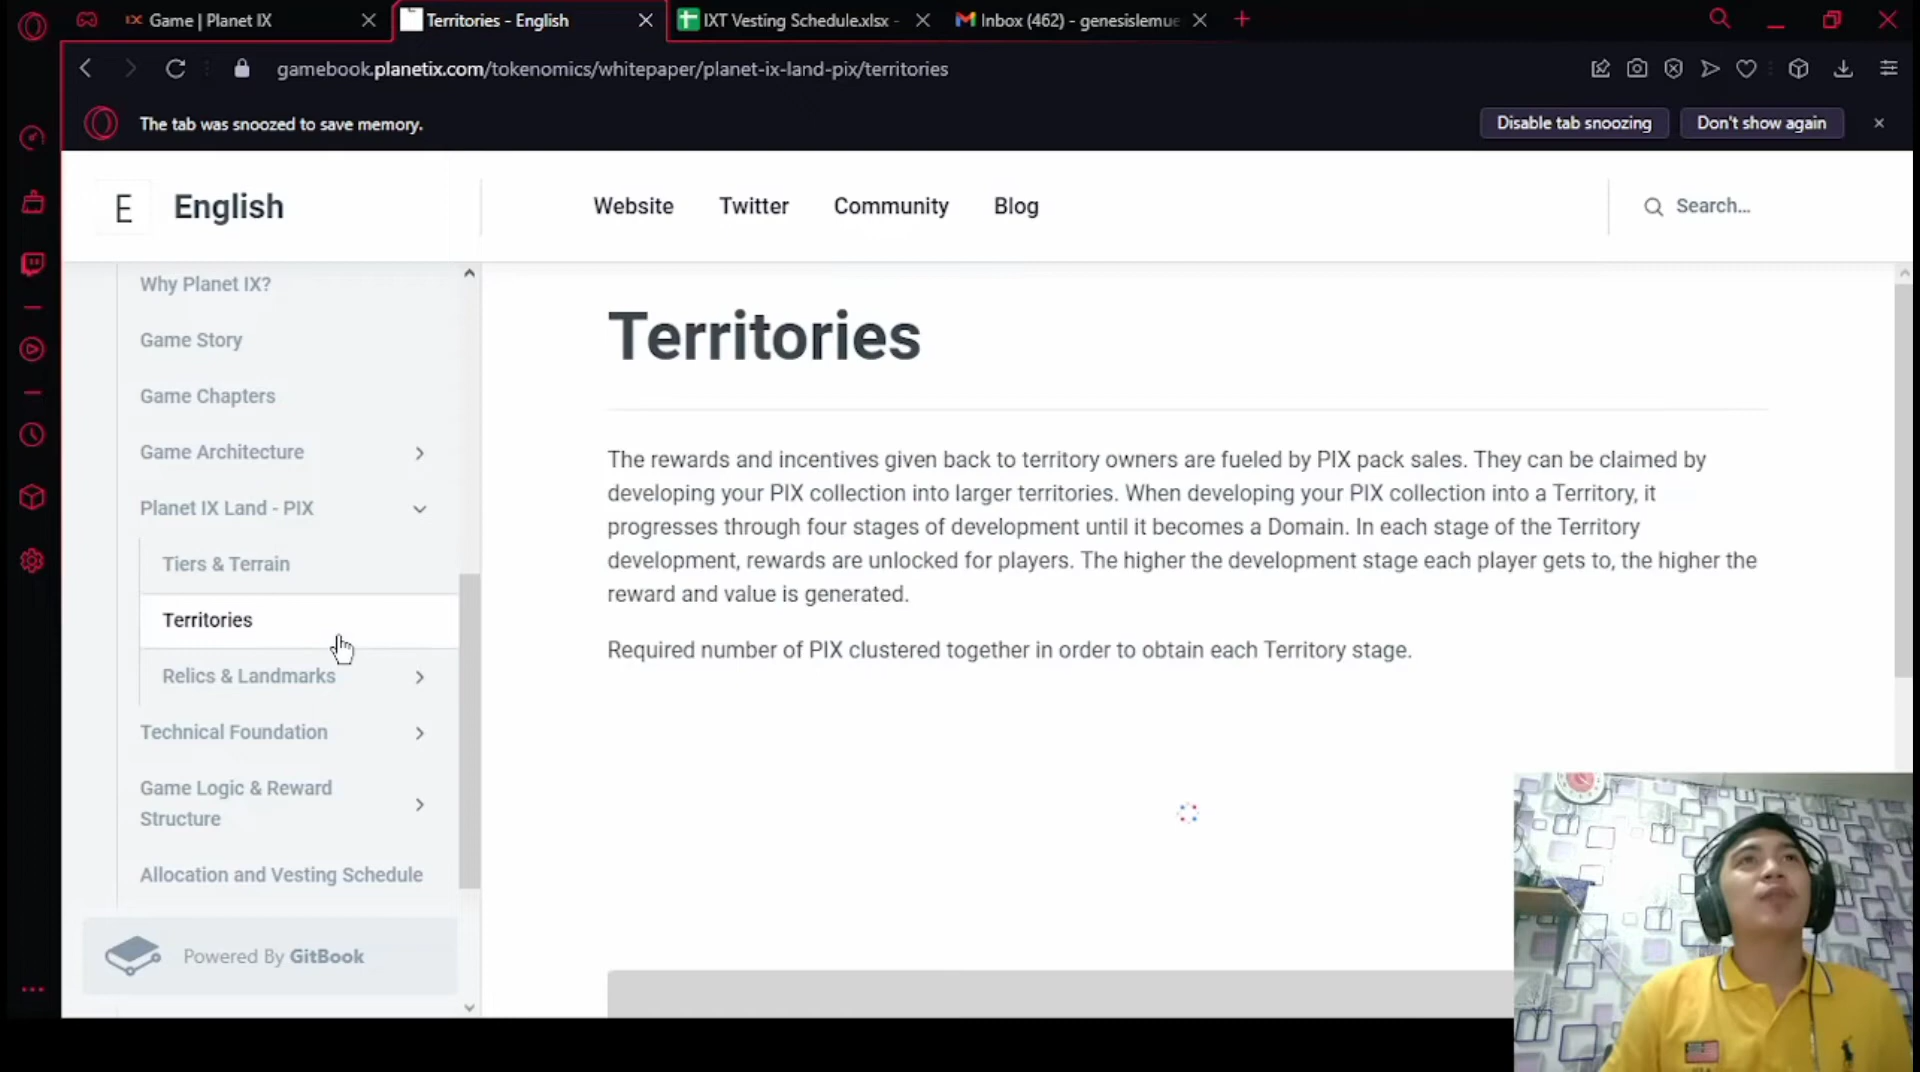 Game | Planet IX
Territories - English
IXT Vesting Schedule.xlsx -
Inbox (462) - genesislemue
gamebook.planetix.com/tokenomics/whitepaper/planet-ix-land-pix/territories
The tab was snoozed to save memory.
Disable tab snoozing
Don't show again
E
English
Website
Twitter
Community
Blog
Search...
Why Planet IX?
Game Story
Game Chapters
Game Architecture
Planet IX Land - PIX
Tiers & Terrain
Territories
Relics & Landmarks
Technical Foundation
Game Logic & Reward
Structure
Allocation and Vesting Schedule
Powered By GitBook
Territories
The rewards and incentives given back to territory owners are fueled by PIX pack sales. They can be claimed by
developing your PIX collection into larger territories. When developing your PIX collection into a Territory, it
progresses through four stages of development until it becomes a Domain. In each stage of the Territory
development, rewards are unlocked for players. The higher the development stage each player gets to, the higher the
reward and value is generated.
Required number of PIX clustered together in order to obtain each Territory stage.